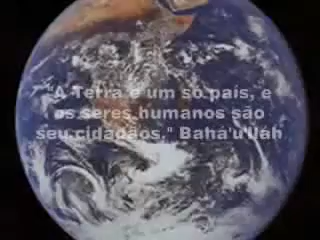 "A Terra é um só país, e
os seres humanos são
seu cidadãos." Bahá'u'lláh